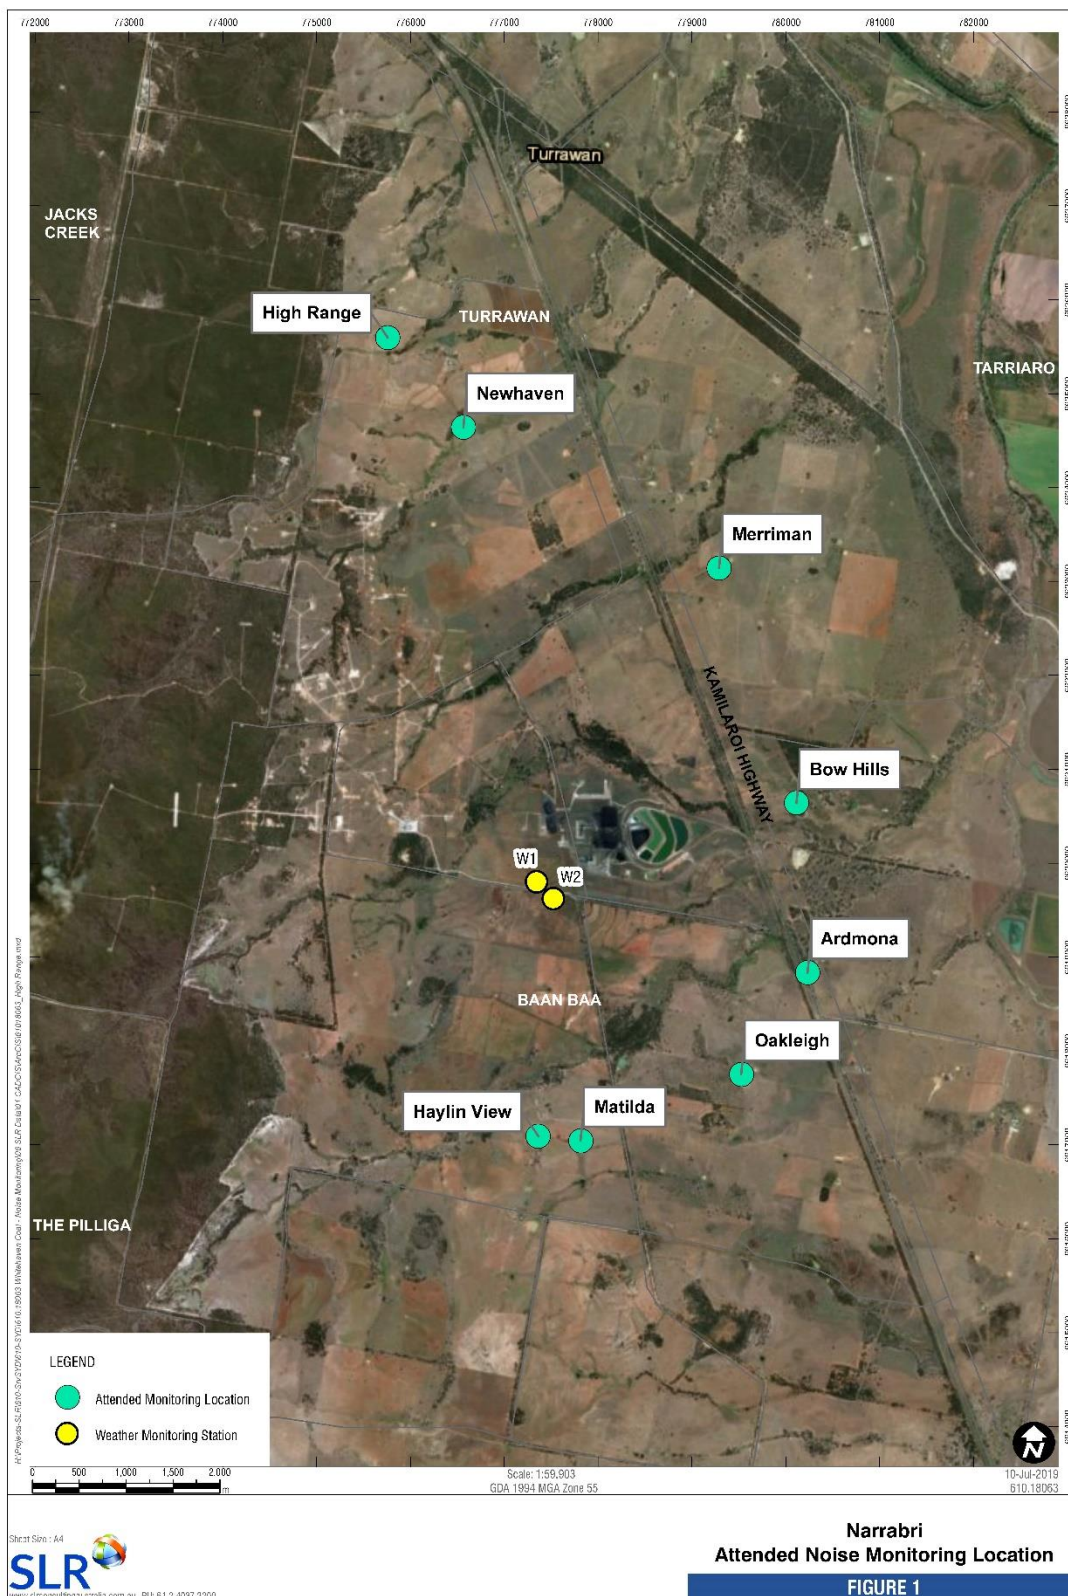 772000 773000 774000 775000 776000 777000 778000 779000 780000 781000 782000
Turrawan
JACKS
CREEK
High Range
TURRAWAN
Newhaven
TARRIARO
Merriman
KAMILAROI HIGHWAY
Bow Hills
W1
W2
Ardmona
BAAN BAA
Oakleigh
Haylin View
Matilda
THE PILLIGA
LEGEND
Attended Monitoring Location
Weather Monitoring Station
0 500 1,000 1,500 2,000
m
Scale: 1:59,903
GDA 1994 MGA Zone 55
N
10-Jul-2019
610.18063
Sheet Size : A4
SLR
Narrabri
Attended Noise Monitoring Location
FIGURE 1